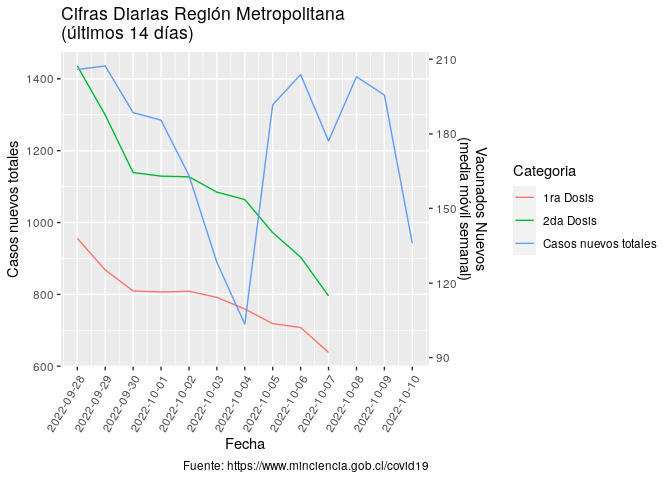 Cifras Diarias Región Metropolitana
(últimos 14 días)
Casos nuevos totales
1400
1200
1000
800
600
210
180
150
120
90
Vacunados Nuevos
(media móvil semanal)
2022-09-28
2022-09-29
2022-09-30
2022-10-01
2022-10-02
2022-10-03
2022-10-04
2022-10-05
2022-10-06
2022-10-07
2022-10-08
2022-10-09
2022-10-10
Fecha
Categoria
1ra Dosis
2da Dosis
Casos nuevos totales
Fuente: https://www.minciencia.gob.cl/covid19